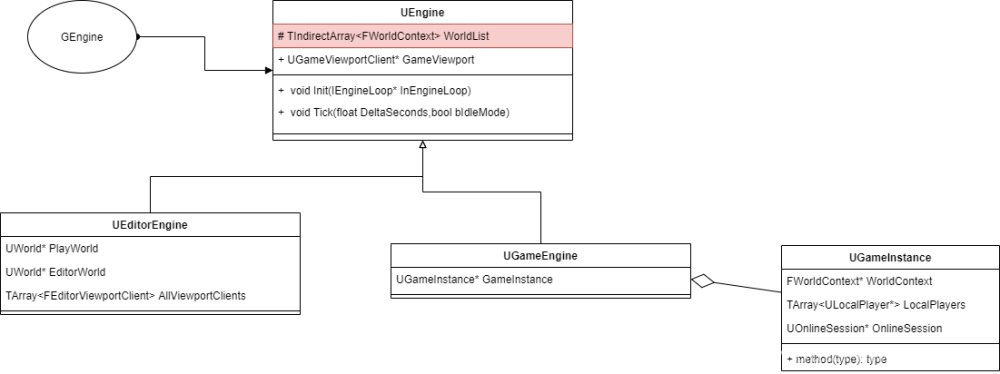 GEngine
UEngine
# TIndirectArray<FWorldContext> WorldList
+ UGameViewportClient* GameViewport
+ void Init(IEngineLoop* InEngineLoop)
+ void Tick(float DeltaSeconds,bool bIdleMode)
UEditorEngine
UWorld* PlayWorld
UWorld* EditorWorld
TArray<FEditorViewportClient> AllViewportClients
UGameEngine
UGameInstance* GameInstance
UGameInstance
FWorldContext* WorldContext
TArray<ULocalPlayer*> LocalPlayers
UOnlineSession* OnlineSession
+ method(type): type